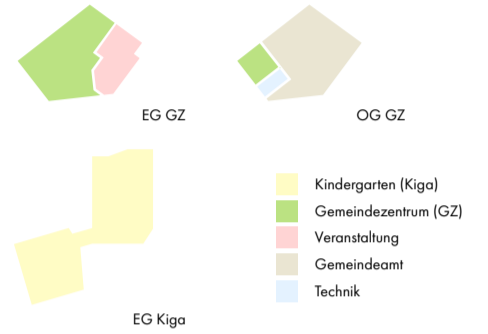 EG GZ
OG GZ
EG Kiga
Kindergarten (Kiga)
Gemeindezentrum (GZ)
Veranstaltung
Gemeindeamt
Technik